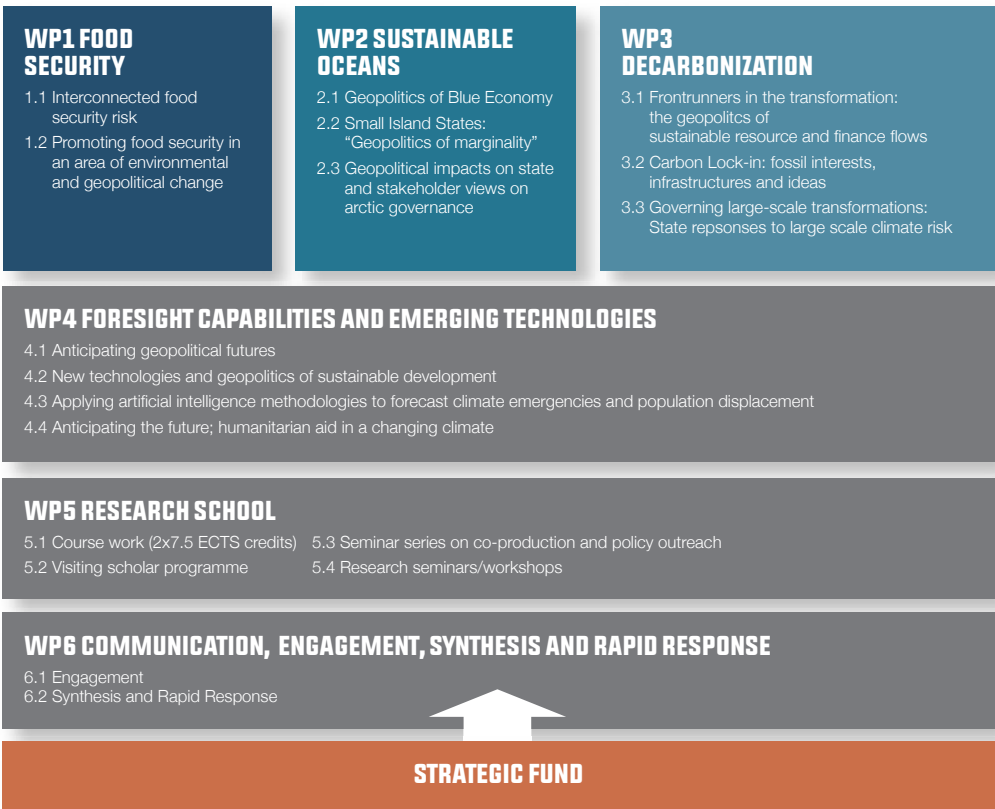 WP1 FOOD
SECURITY
1.1 Interconnected food
security risk
1.2 Promoting food security in
an area of environmental
and geopolitical change
WP2 SUSTAINABLE
OCEANS
2.1 Geopolitics of Blue Economy
2.2 Small Island States:
“Geopolitics of marginality”
2.3 Geopolitical impacts on state
and stakeholder views on
arctic governance
WP3
DECARBONIZATION
3.1 Frontrunners in the transformation:
the geopolitcs of
sustainable resource and finance flows
3.2 Carbon Lock-in: fossil interests,
infrastructures and ideas
3.3 Governing large-scale transformations:
State repsonses to large scale climate risk
WP4 FORESIGHT CAPABILITIES AND EMERGING TECHNOLOGIES
4.1 Anticipating geopolitical futures
4.2 New technologies and geopolitics of sustainable development
4.3 Applying artificial intelligence methodologies to forecast climate emergencies and population displacement
4.4 Anticipating the future; humanitarian aid in a changing climate
WP5 RESEARCH SCHOOL
5.1 Course work (2x7.5 ECTS credits)
5.2 Visiting scholar programme
5.3 Seminar series on co-production and policy outreach
5.4 Research seminars/workshops
WP6 COMMUNICATION, ENGAGEMENT, SYNTHESIS AND RAPID RESPONSE
6.1 Engagement
6.2 Synthesis and Rapid Response
STRATEGIC FUND